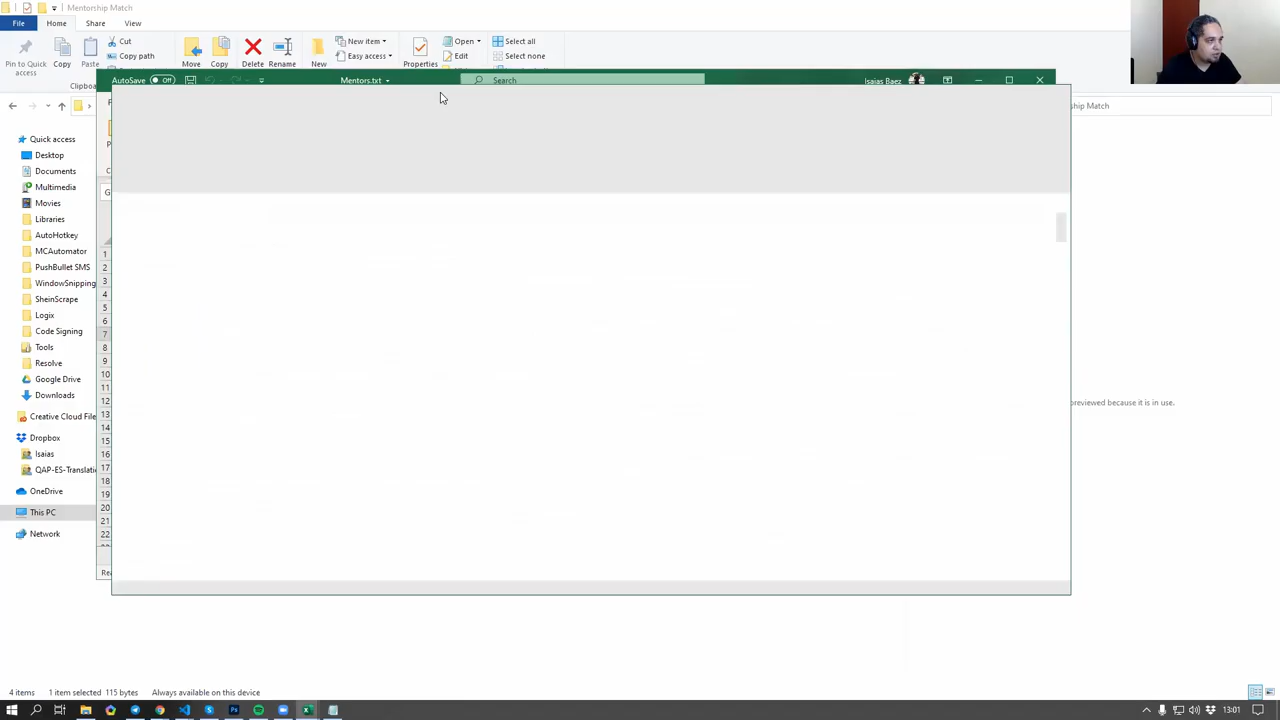 Mentorship Match
File
Home
Share
View
Pin to Quick
access
Copy
Paste
Cut
Copy path
Move
Copy
Delete
Rename
New
New item
Easy access
Properties
Open
Edit
Select all
Select none
Clipboa
AutoSave
Off
Mentors.txt
Search
Isaias Baez
ship Match
Quick access
Desktop
Documents
Multimedia
Movies
Libraries
AutoHotkey
MCAutomator
PushBullet SMS
WindowSnipping
SheinScrape
Logix
Code Signing
Tools
Resolve
Google Drive
Downloads
Creative Cloud File
Dropbox
Isaias
QAP-ES-Translati
OneDrive
This PC
Network
G
1
2
3
4
5
6
7
8
9
10
11
12
13
14
15
16
17
18
19
20
21
22
Rea
previewed because it is in use.
4 items
1 item selected
115 bytes
Always available on this device
13:01